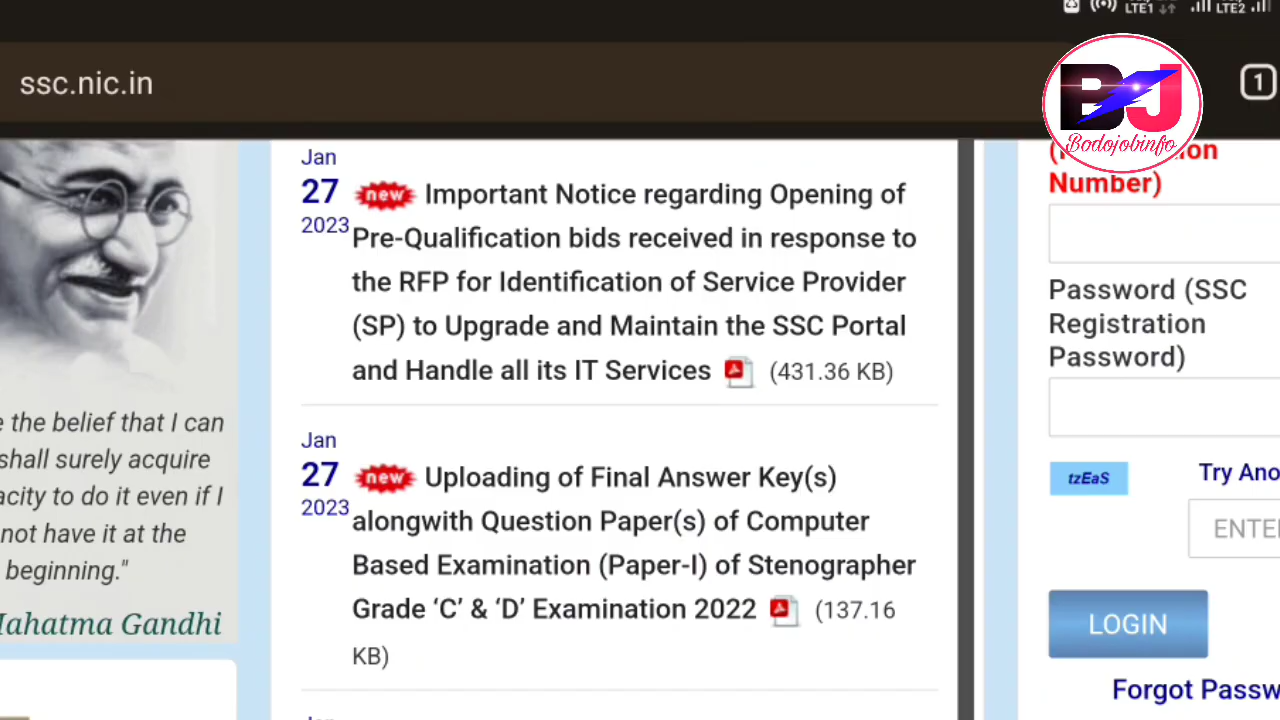 LTE1
LTE2
ssc.nic.in
1
BJ
Bodojobinfo
Jan
27
2023
new Important Notice regarding Opening of
Pre-Qualification bids received in response to
the RFP for Identification of Service Provider
(SP) to Upgrade and Maintain the SSC Portal
and Handle all its IT Services (431.36 KB)
Jan
27
2023
new Uploading of Final Answer Key(s)
alongwith Question Paper(s) of Computer
Based Examination (Paper-I) of Stenographer
Grade ‘C’ & ‘D’ Examination 2022 (137.16
KB)
the belief that I can
shall surely acquire
acity to do it even if I
not have it at the
beginning."
Mahatma Gandhi
Number)
Password (SSC
Registration
Password)
tzEaS
Try Ano
ENTE
LOGIN
Forgot Passw